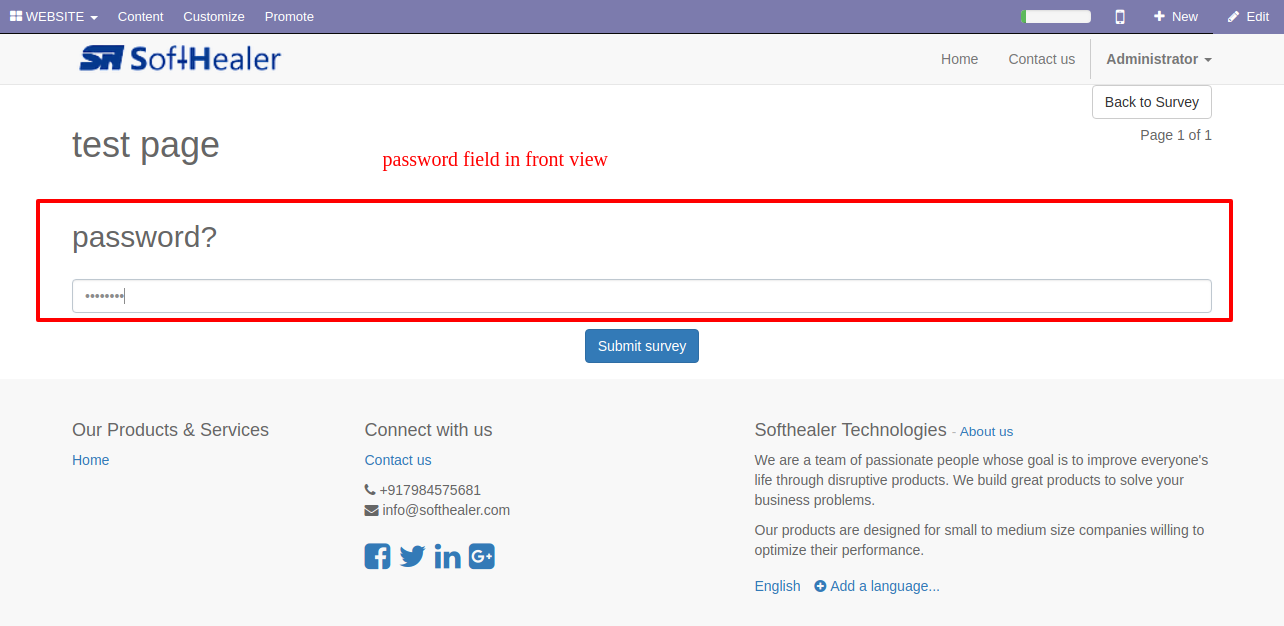 WEBSITE Content Customize Promote New Edit
SoftHealer Home Contact us Administrator
Back to Survey
Page 1 of 1
test page
password field in front view
password?
••••••••
Submit survey
Our Products & Services
Home
Connect with us
Contact us
+917984575681
info@softhealer.com
Softhealer Technologies - About us
We are a team of passionate people whose goal is to improve everyone's
life through disruptive products. We build great products to solve your
business problems.
Our products are designed for small to medium size companies willing to
optimize their performance.
English Add a language...